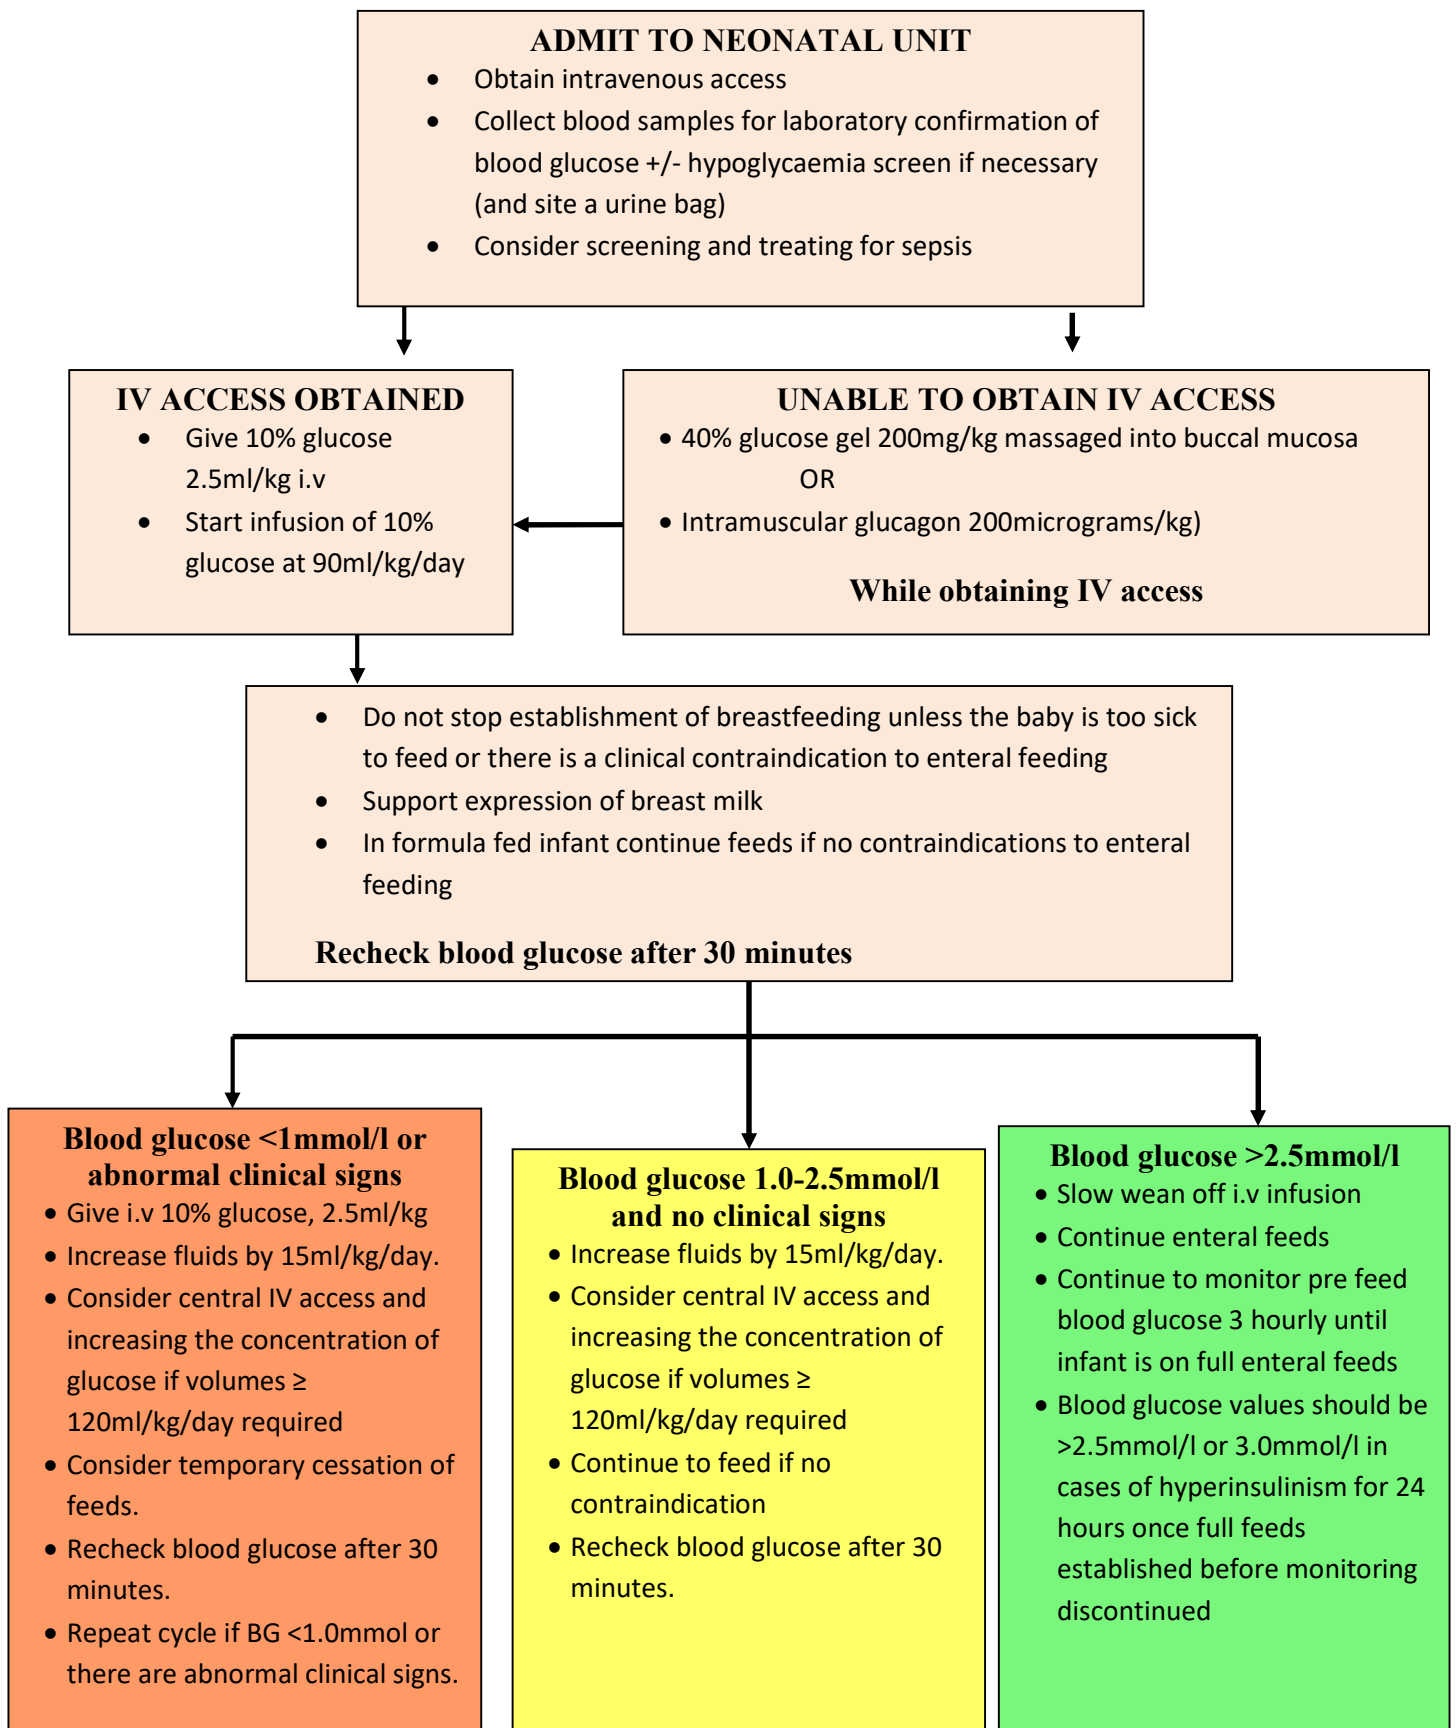 ADMIT TO NEONATAL UNIT
• Obtain intravenous access
• Collect blood samples for laboratory confirmation of
blood glucose +/- hypoglycaemia screen if necessary
(and site a urine bag)
• Consider screening and treating for sepsis
IV ACCESS OBTAINED
• Give 10% glucose
2.5ml/kg i.v
• Start infusion of 10%
glucose at 90ml/kg/day
UNABLE TO OBTAIN IV ACCESS
• 40% glucose gel 200mg/kg massaged into buccal mucosa
OR
• Intramuscular glucagon 200micrograms/kg)
While obtaining IV access
• Do not stop establishment of breastfeeding unless the baby is too sick
to feed or there is a clinical contraindication to enteral feeding
• Support expression of breast milk
• In formula fed infant continue feeds if no contraindications to enteral
feeding
Recheck blood glucose after 30 minutes
Blood glucose <1mmol/l or
abnormal clinical signs
• Give i.v 10% glucose, 2.5ml/kg
• Increase fluids by 15ml/kg/day.
• Consider central IV access and
increasing the concentration of
glucose if volumes ≥
120ml/kg/day required
• Consider temporary cessation of
feeds.
• Recheck blood glucose after 30
minutes.
• Repeat cycle if BG <1.0mmol or
there are abnormal clinical signs.
Blood glucose 1.0-2.5mmol/l
and no clinical signs
• Increase fluids by 15ml/kg/day.
• Consider central IV access and
increasing the concentration of
glucose if volumes ≥
120ml/kg/day required
• Continue to feed if no
contraindication
• Recheck blood glucose after 30
minutes.
Blood glucose >2.5mmol/l
• Slow wean off i.v infusion
• Continue enteral feeds
• Continue to monitor pre feed
blood glucose 3 hourly until
infant is on full enteral feeds
• Blood glucose values should be
>2.5mmol/l or 3.0mmol/l in
cases of hyperinsulinism for 24
hours once full feeds
established before monitoring
discontinued